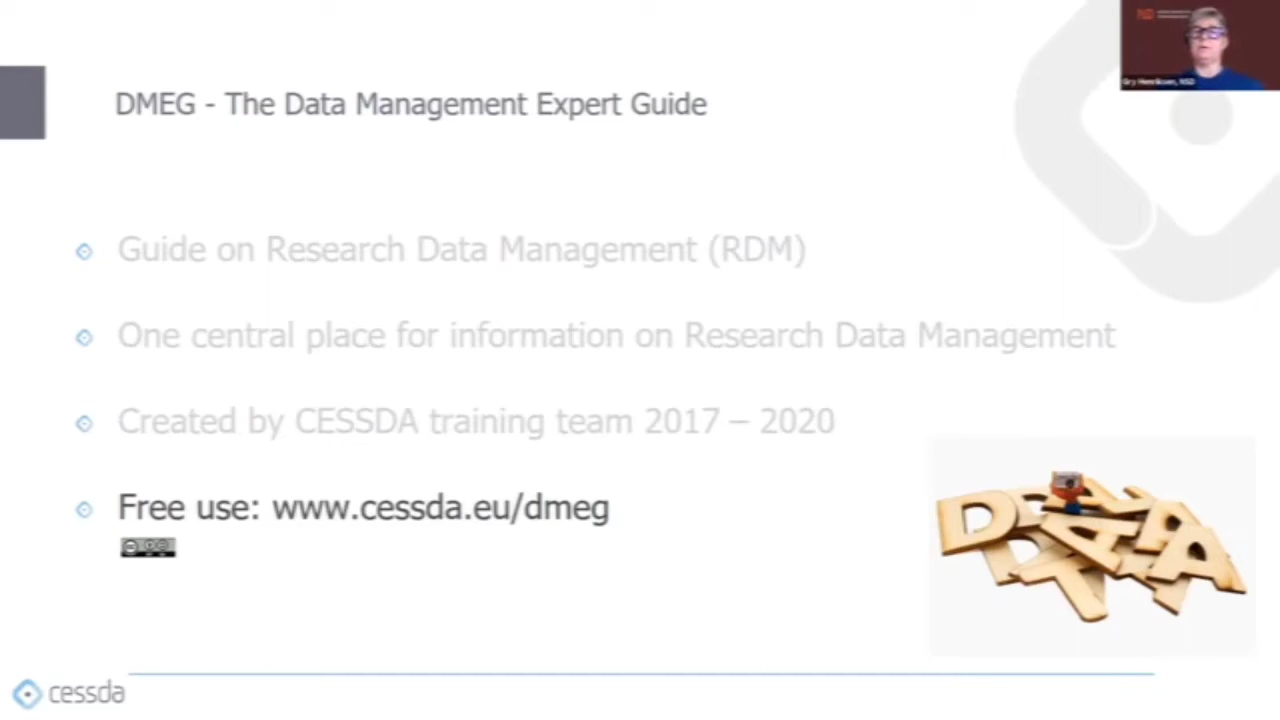 DMEG - The Data Management Expert Guide
Guide on Research Data Management (RDM)
One central place for information on Research Data Management
Created by CESSDA training team 2017 – 2020
Free use: www.cessda.eu/dmeg
cessda